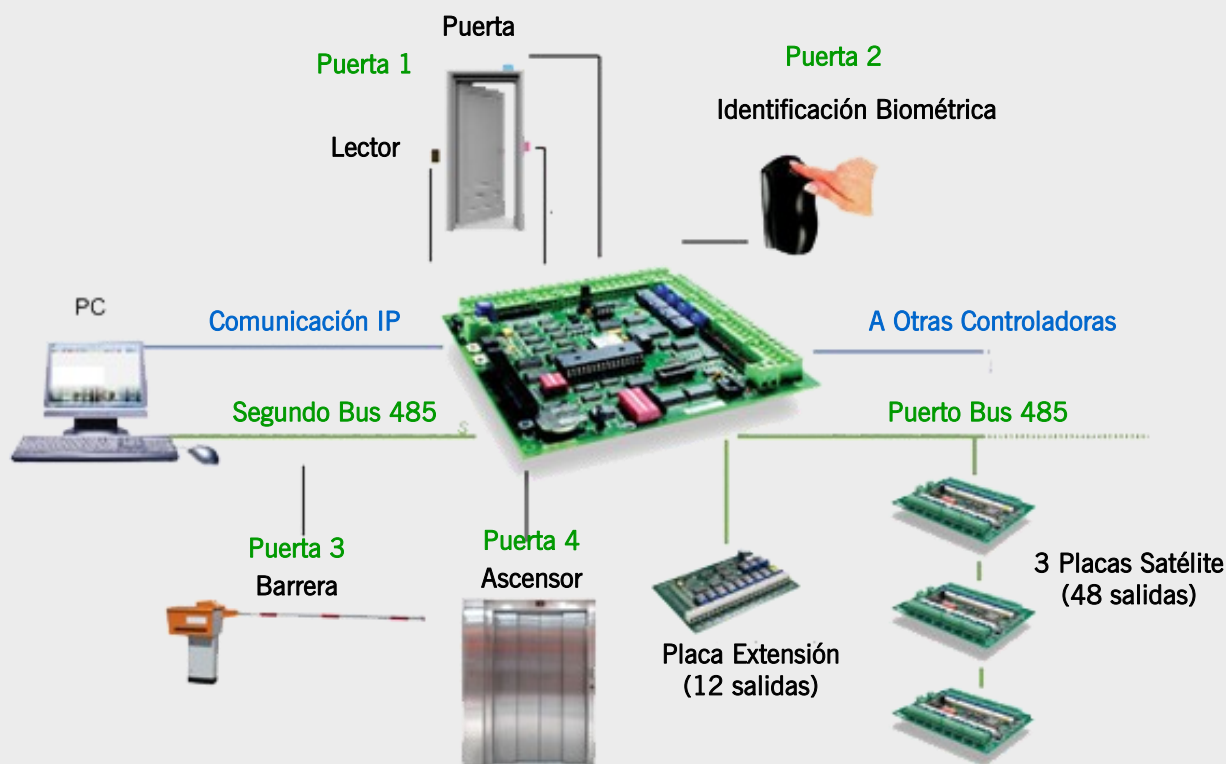 Puerta
Puerta 1
Puerta 2
Identificación Biométrica
Lector
PC
Comunicación IP
A Otras Controladoras
Segundo Bus 485
Puerto Bus 485
S
Puerta 3
Barrera
Puerta 4
Ascensor
3 Placas Satélite
(48 salidas)
Placa Extensión
(12 salidas)